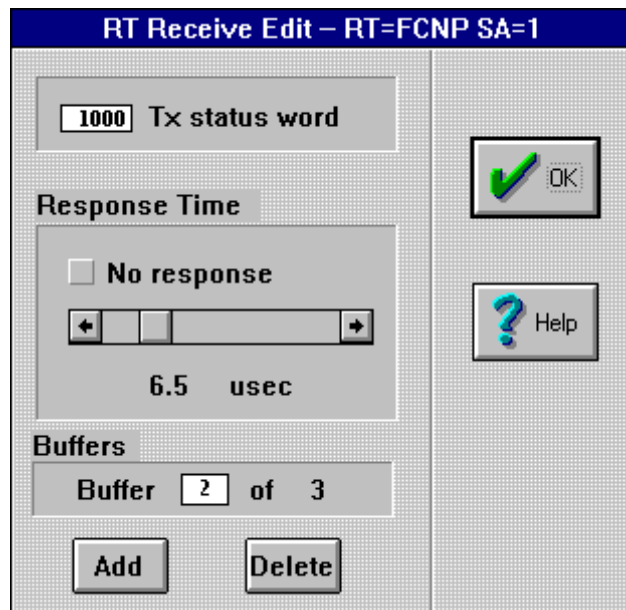 RT Receive Edit – RT=FCNP SA=1
1000 Tx status word
OK
Response Time
No response
Help
6.5 usec
Buffers
Buffer 2 of 3
Add Delete